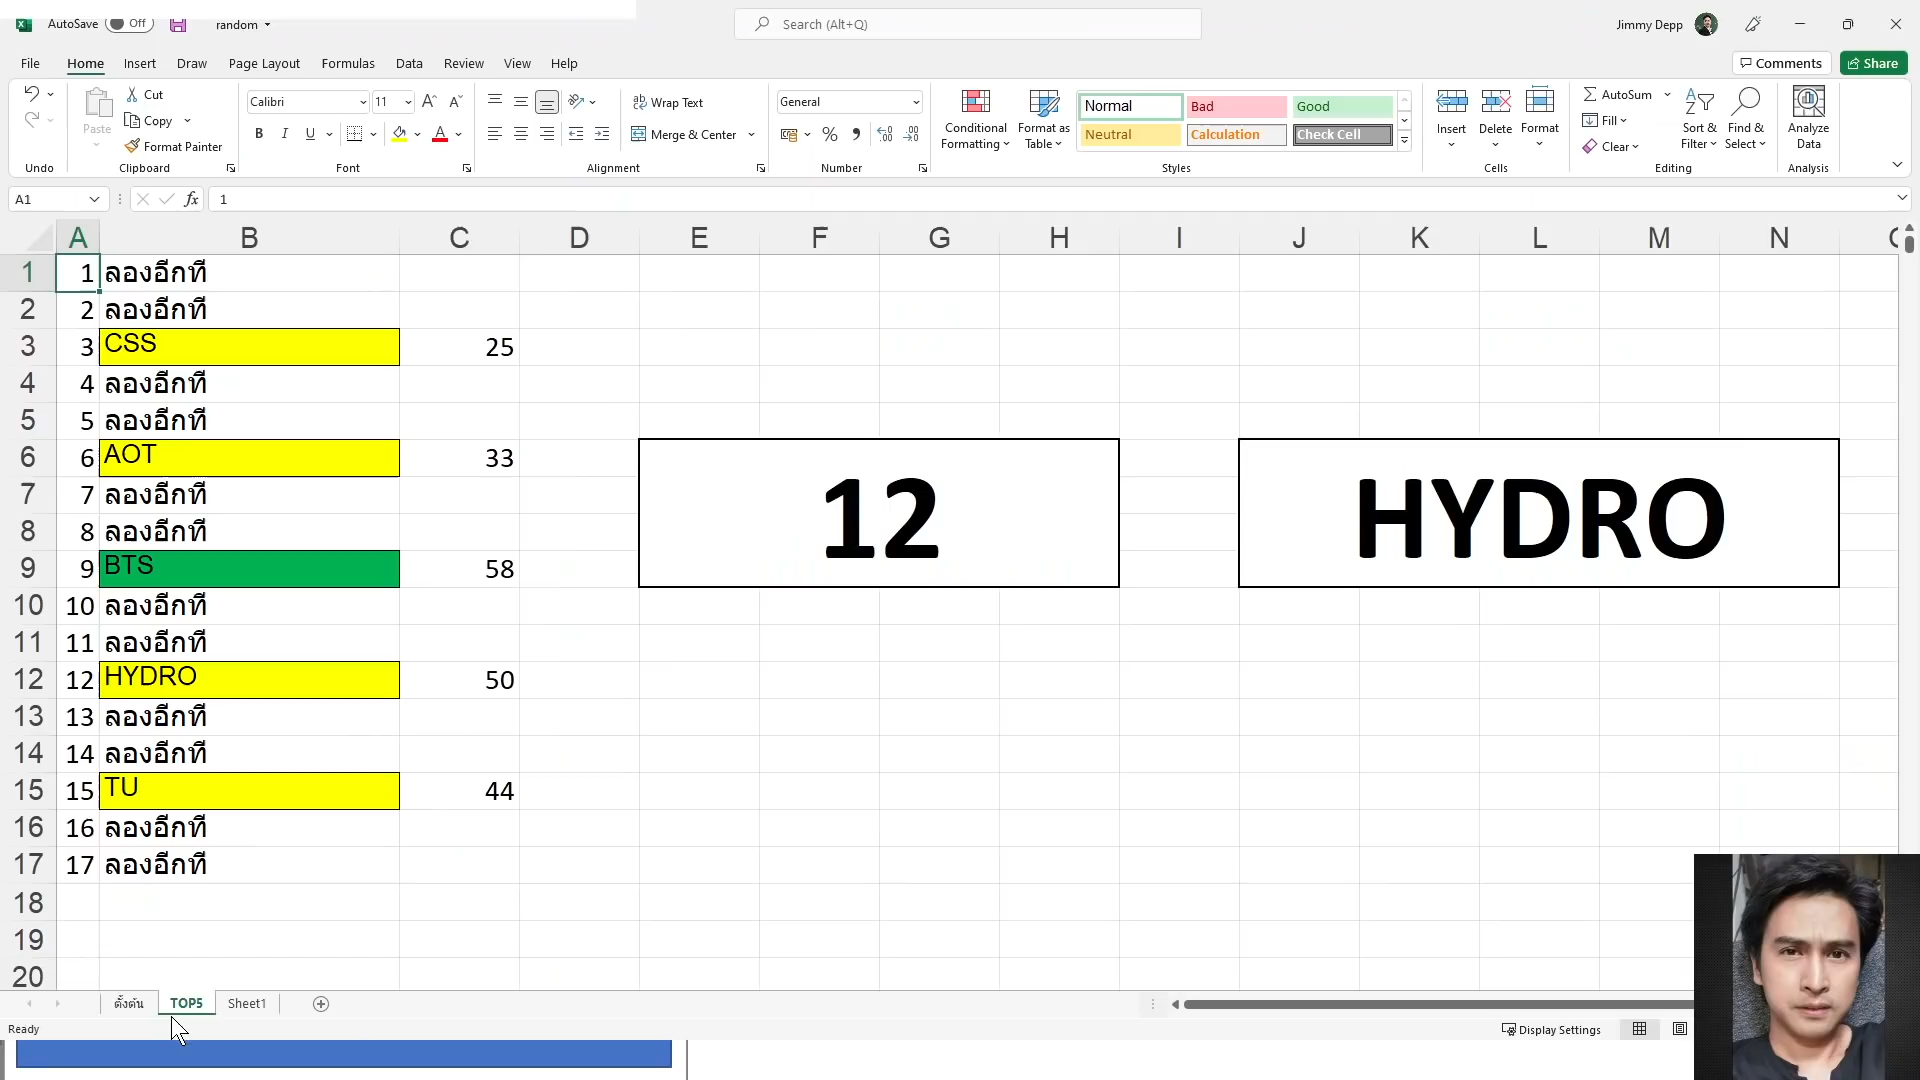 AutoSave Off random Search (Alt+Q) Jimmy Depp
File Home Insert Draw Page Layout Formulas Data Review View Help Comments Share
Undo
Paste
Cut
Copy
Format Painter
Clipboard
Calibri 11
B I U A
Font
Wrap Text
Merge & Center
Alignment
General
%
Number
Conditional Formatting
Format as Table
Normal Bad Good
Neutral Calculation Check Cell
Styles
Insert Delete Format
Cells
AutoSum
Fill
Clear
Sort & Filter
Find & Select
Editing
Analyze Data
Analysis
A1 fx 1
A B C D E F G H I J K L M N
1 1 ลองอีกที
2 2 ลองอีกที
3 3 CSS 25
4 4 ลองอีกที
5 5 ลองอีกที
6 6 AOT 33
7 7 ลองอีกที
8 8 ลองอีกที
9 9 BTS 58
10 10 ลองอีกที
11 11 ลองอีกที
12 12 HYDRO 50
13 13 ลองอีกที
14 14 ลองอีกที
15 15 TU 44
16 16 ลองอีกที
17 17 ลองอีกที
18
19
20
12 HYDRO
ตั้งต้น TOP5 Sheet1
Ready Display Settings